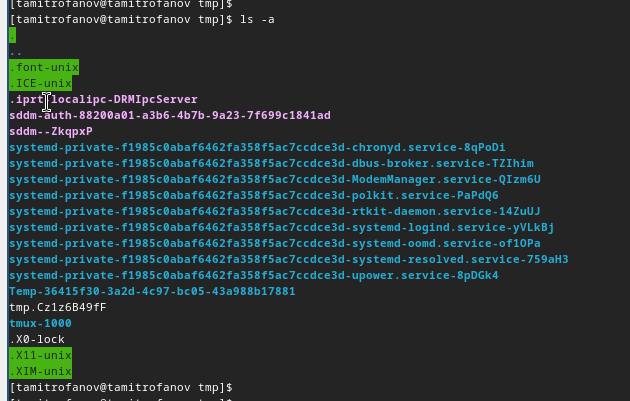 [tamitrofanov@tamitrofanov tmp]$
[tamitrofanov@tamitrofanov tmp]$ ls -a
.
..
.font-unix
.ICE-unix
.iprt-localipc-DRMIpcServer
sddm-auth-88200a01-a3b6-4b7b-9a23-7f699c1841ad
sddm--ZkqpxP
systemd-private-f1985c0abaf6462fa358f5ac7ccdce3d-chronyd.service-8qPoDi
systemd-private-f1985c0abaf6462fa358f5ac7ccdce3d-dbus-broker.service-TZIhim
systemd-private-f1985c0abaf6462fa358f5ac7ccdce3d-ModemManager.service-QIzm6U
systemd-private-f1985c0abaf6462fa358f5ac7ccdce3d-polkit.service-PaPdQ6
systemd-private-f1985c0abaf6462fa358f5ac7ccdce3d-rtkit-daemon.service-14ZuUJ
systemd-private-f1985c0abaf6462fa358f5ac7ccdce3d-systemd-logind.service-yVLkBj
systemd-private-f1985c0abaf6462fa358f5ac7ccdce3d-systemd-oomd.service-of1OPa
systemd-private-f1985c0abaf6462fa358f5ac7ccdce3d-systemd-resolved.service-759aH3
systemd-private-f1985c0abaf6462fa358f5ac7ccdce3d-upower.service-8pDGk4
Temp-36415f30-3a2d-4c97-bc05-43a988b17881
tmp.Cz1z6B49fF
tmux-1000
.X0-lock
.X11-unix
.XIM-unix
[tamitrofanov@tamitrofanov tmp]$